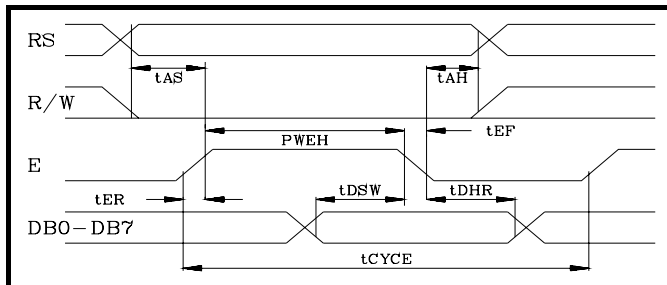 RS
tAS
tAH
R/W
PWEH
tEF
E
tER
tDSW
tDHR
DB0-DB7
tCYCE